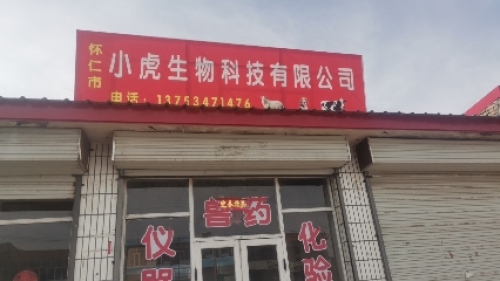 怀仁市
小虎生物科技有限公司
电话：13753471476
兽药
仪器
化验